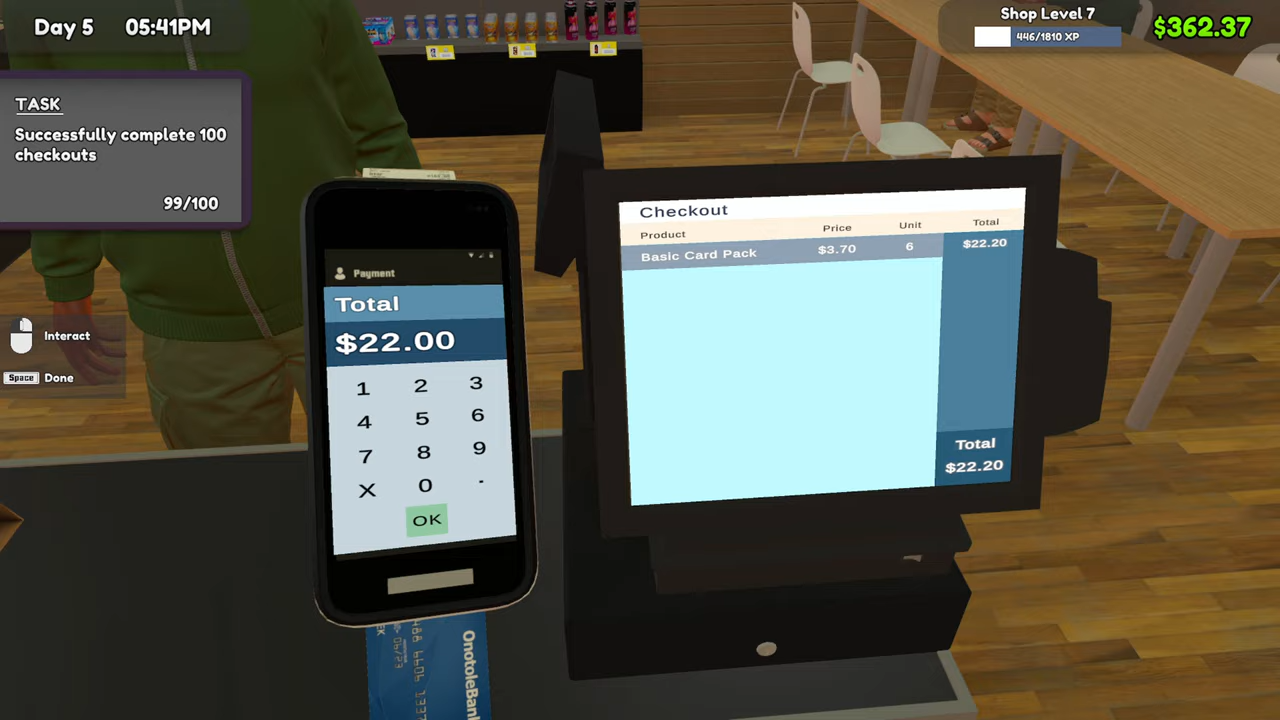 Day 5 05:41PM
Shop Level 7
446/1810 XP
$362.37
TASK
Successfully complete 100
checkouts
99/100
Interact
Space Done
Payment
Total
$22.00
1 2 3
4 5 6
7 8 9
X 0 .
OK
Checkout
Product Price Unit Total
Basic Card Pack $3.70 6 $22.20
Total
$22.20
OnotoleBank